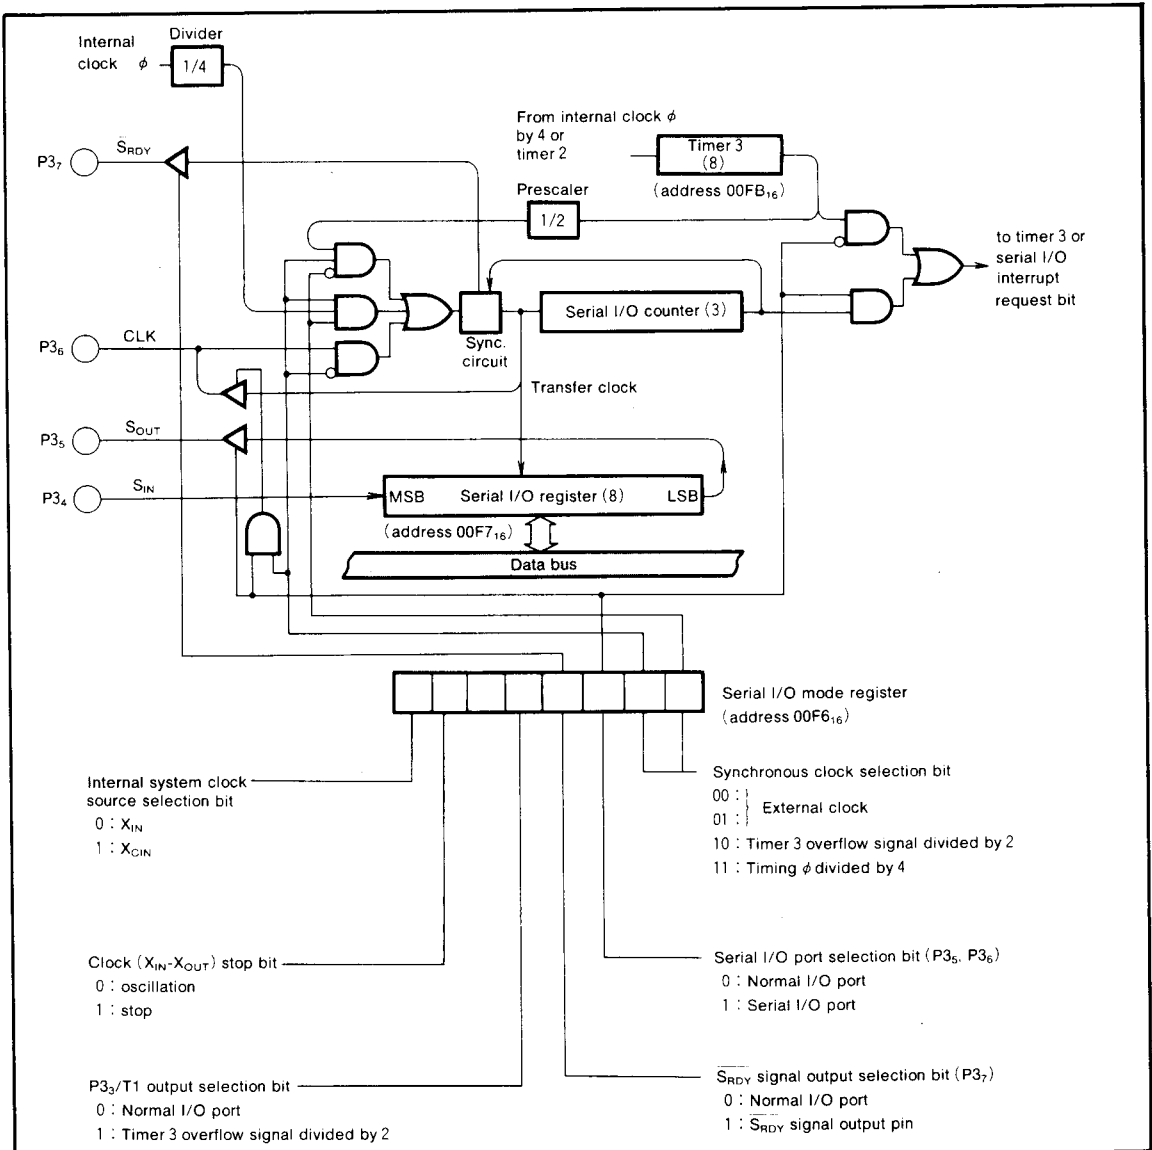 Internal
clock φ
Divider
1/4
P3₇
S̅R̅D̅Y̅
From internal clock φ
by 4 or
timer 2
Timer 3
(8)
(address 00FB₁₆)
Prescaler
1/2
to timer 3 or
serial I/O
interrupt
request bit
Serial I/O counter (3)
Sync.
circuit
P3₆
CLK
Transfer clock
P3₅
SOUT
P3₄
SIN
MSB Serial I/O register (8) LSB
(address 00F7₁₆)
Data bus
Serial I/O mode register
(address 00F6₁₆)
Internal system clock
source selection bit
0 : XIN
1 : XCIN
Synchronous clock selection bit
00 :
01 :
External clock
10 : Timer 3 overflow signal divided by 2
11 : Timing φ divided by 4
Clock (XIN-XOUT) stop bit
0 : oscillation
1 : stop
Serial I/O port selection bit (P3₅, P3₆)
0 : Normal I/O port
1 : Serial I/O port
P3₃/T1 output selection bit
0 : Normal I/O port
1 : Timer 3 overflow signal divided by 2
S̅R̅D̅Y̅ signal output selection bit (P3₇)
0 : Normal I/O port
1 : S̅R̅D̅Y̅ signal output pin